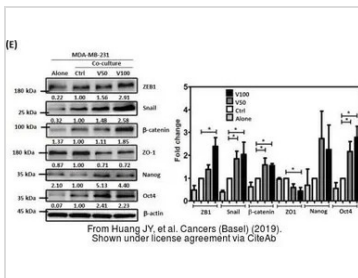 (E)
MDA-MB-231
Co-culture
Alone Ctrl V50 V100
180 kDa
ZEB1
0.22 1.00 1.56 2.91
25 kDa
Snail
0.32 1.00 1.48 2.58
100 kDa
β-catenin
1.37 1.00 1.11 1.85
180 kDa
ZO-1
0.87 1.00 0.71 0.72
35 kDa
Nanog
2.10 1.00 5.13 4.40
35 kDa
Oct4
0.07 1.00 2.41 2.23
45 kDa
β-actin
V100
V50
Ctrl
Alone
Fold change
5
4
3
2
1
0
ZB1 Snail β-catenin ZO1 Nanog Oct4
From Huang JY, et al. Cancers (Basel) (2019).
Shown under license agreement via CiteAb